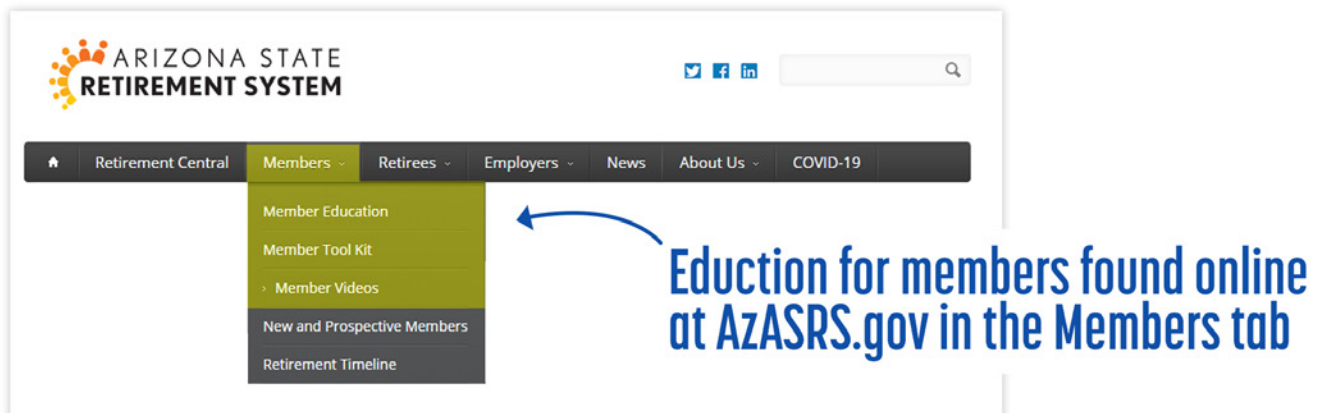 ARIZONA STATE
RETIREMENT SYSTEM
Retirement Central Members Retirees Employers News About Us COVID-19
Member Education
Member Tool Kit
Member Videos
New and Prospective Members
Retirement Timeline
Eduction for members found online
at AzASRS.gov in the Members tab